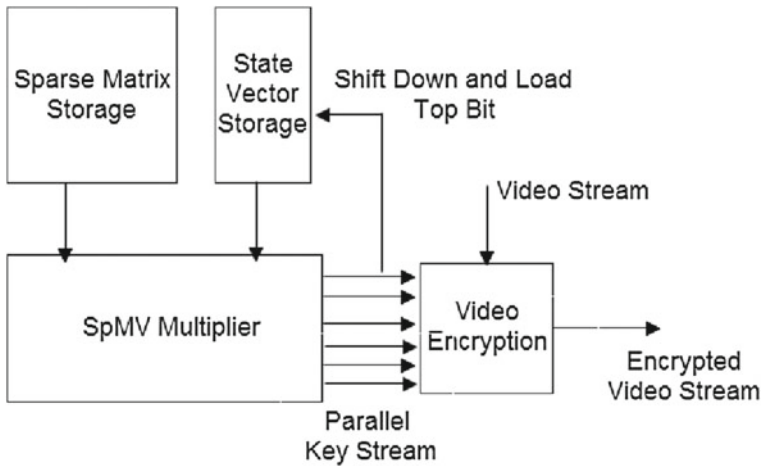 Sparse Matrix
Storage
State
Vector
Storage
Shift Down and Load
Top Bit
Video Stream
SpMV Multiplier
Video
Encryption
Encrypted
Video Stream
Parallel
Key Stream